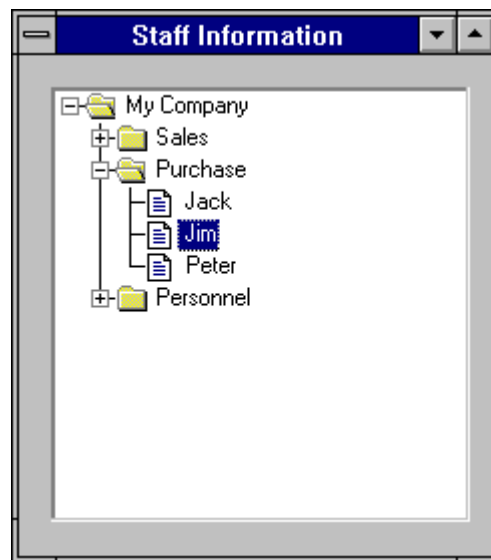 Staff Information
My Company
Sales
Purchase
Jack
Jim
Peter
Personnel